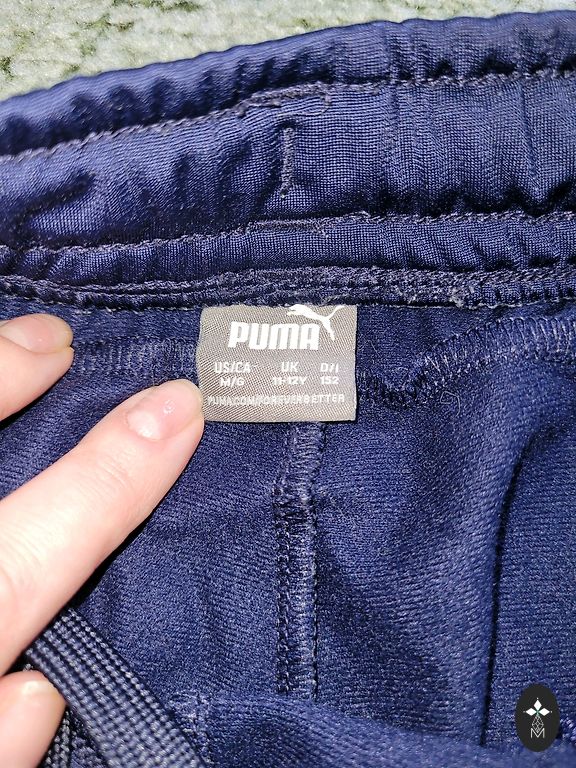 PUMA
US/CA UK D/I
M/G 11-12Y 152
PUMA.COM/FOREVERBETTER
M